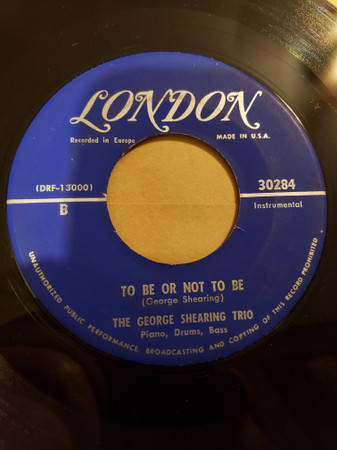 LONDON
Recorded in Europe
MADE IN U.S.A.
(DRF-13000)
30284
B
Instrumental
TO BE OR NOT TO BE
(George Shearing)
THE GEORGE SHEARING TRIO
Piano, Drums, Bass
UNAUTHORIZED PUBLIC PERFORMANCE, BROADCASTING AND COPYING OF THIS RECORD PROHIBITED